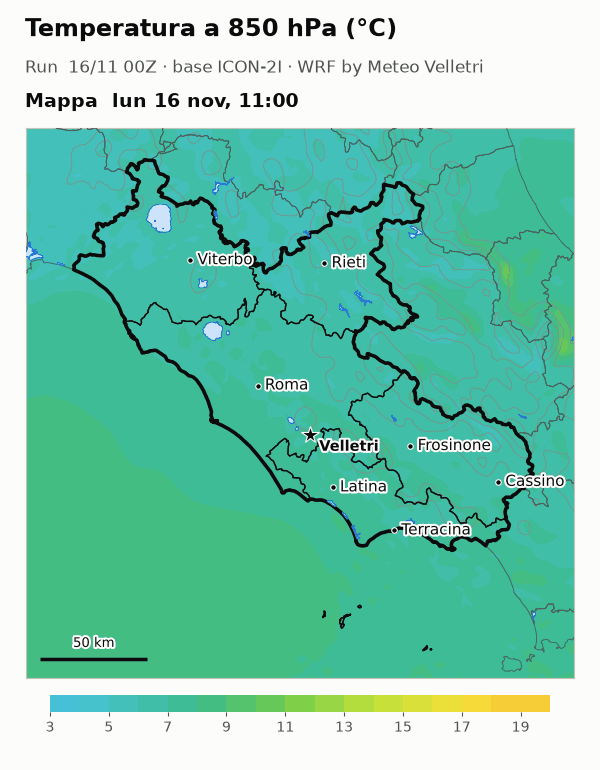 Temperatura a 850 hPa (°C)
Run  16/11 00Z · base ICON-2I · WRF by Meteo Velletri
Mappa  lun 16 nov, 11:00
Viterbo
Rieti
Roma
Velletri
Frosinone
Latina
Cassino
Terracina
50 km
3 5 7 9 11 13 15 17 19